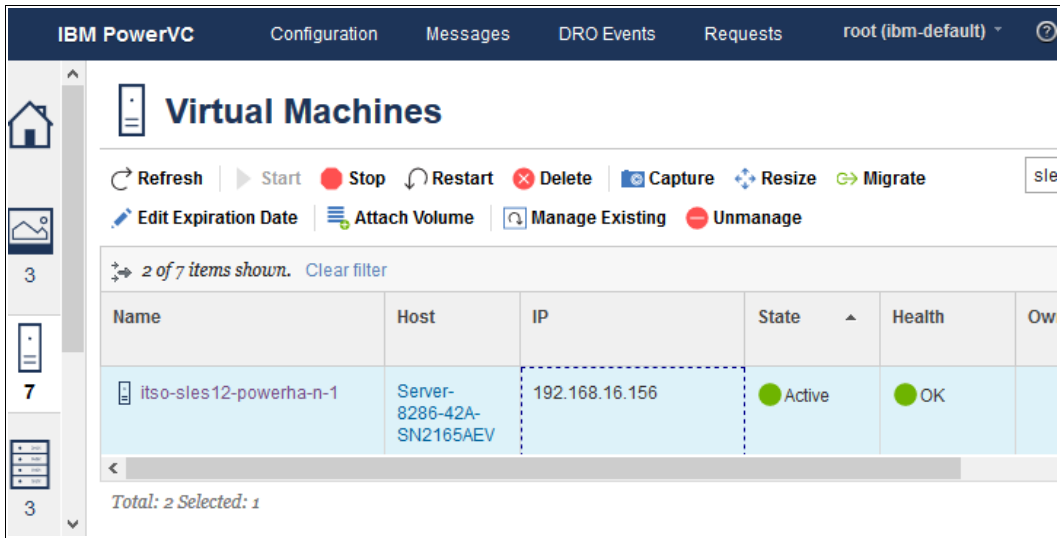 IBM PowerVC Configuration Messages DRO Events Requests root (ibm-default)
Virtual Machines
Refresh Start Stop Restart Delete Capture Resize Migrate sle
Edit Expiration Date Attach Volume Manage Existing Unmanage
3
2 of 7 items shown. Clear filter
Name Host IP State Health Ow
7
itso-sles12-powerha-n-1 Server-8286-42A-SN2165AEV 192.168.16.156 Active OK
3
Total: 2 Selected: 1